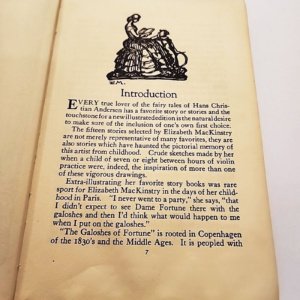 E.M.
Introduction
EVERY true lover of the fairy tales of Hans Chris-
tian Andersen has a favorite story or stories and the
touchstone for a new illustrated edition is the natural desire
to make sure of the inclusion of one's own first choice.
The fifteen stories selected by Elizabeth MacKinstry
are not merely representative of many favorites, they are
also stories which have haunted the pictorial memory of
this artist from childhood. Crude sketches made by her
when a child of seven or eight between hours of violin
practice were, indeed, the inspiration of more than one
of these vigorous drawings.
Extra-illustrating her favorite story books was rare
sport for Elizabeth MacKinstry in the days of her child-
hood in Paris. "I never went to a party," she says, "that
I didn't expect to see Dame Fortune there with the
galoshes and then I'd think what would happen to me
when I put on the galoshes."
"The Galoshes of Fortune" is rooted in Copenhagen
of the 1830's and the Middle Ages. It is peopled with
7